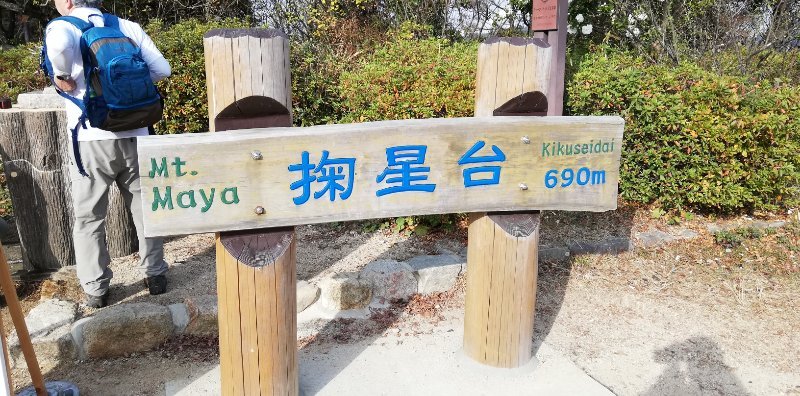 Mt.
Maya
掬星台
Kikuseidai
690m